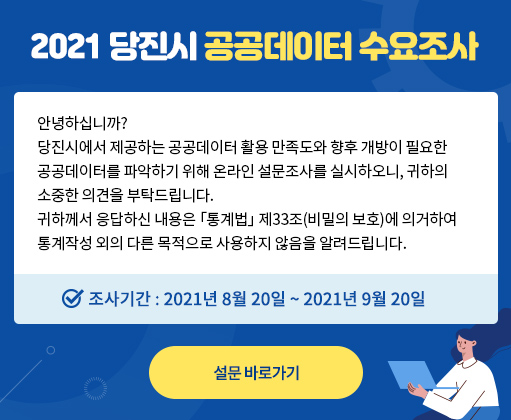 2021 당진시 공공데이터 수요조사
안녕하십니까?
당진시에서 제공하는 공공데이터 활용 만족도와 향후 개방이 필요한
공공데이터를 파악하기 위해 온라인 설문조사를 실시하오니, 귀하의
소중한 의견을 부탁드립니다.
귀하께서 응답하신 내용은 「통계법」 제33조(비밀의 보호)에 의거하여
통계작성 외의 다른 목적으로 사용하지 않음을 알려드립니다.
조사기간 : 2021년 8월 20일 ~ 2021년 9월 20일
설문 바로가기